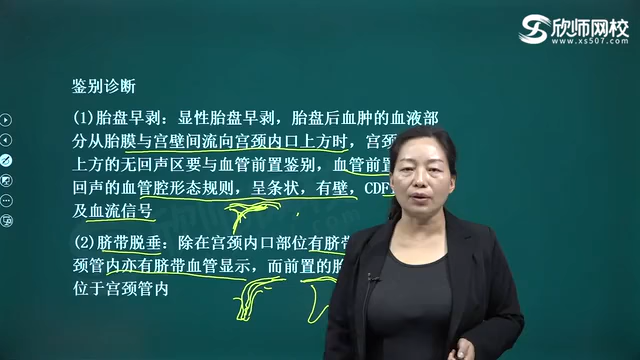 欣师网校
www.xs507.com
鉴别诊断
(1)胎盘早剥：显性胎盘早剥，胎盘后血肿的血液部
分从胎膜与宫壁间流向宫颈内口上方时，宫颈
上方的无回声区要与血管前置鉴别，血管前置
回声的血管腔形态规则，呈条状，有壁，CDF
及血流信号
(2)脐带脱垂：除在宫颈内口部位有脐带
颈管内亦有脐带血管显示，而前置的
位于宫颈管内